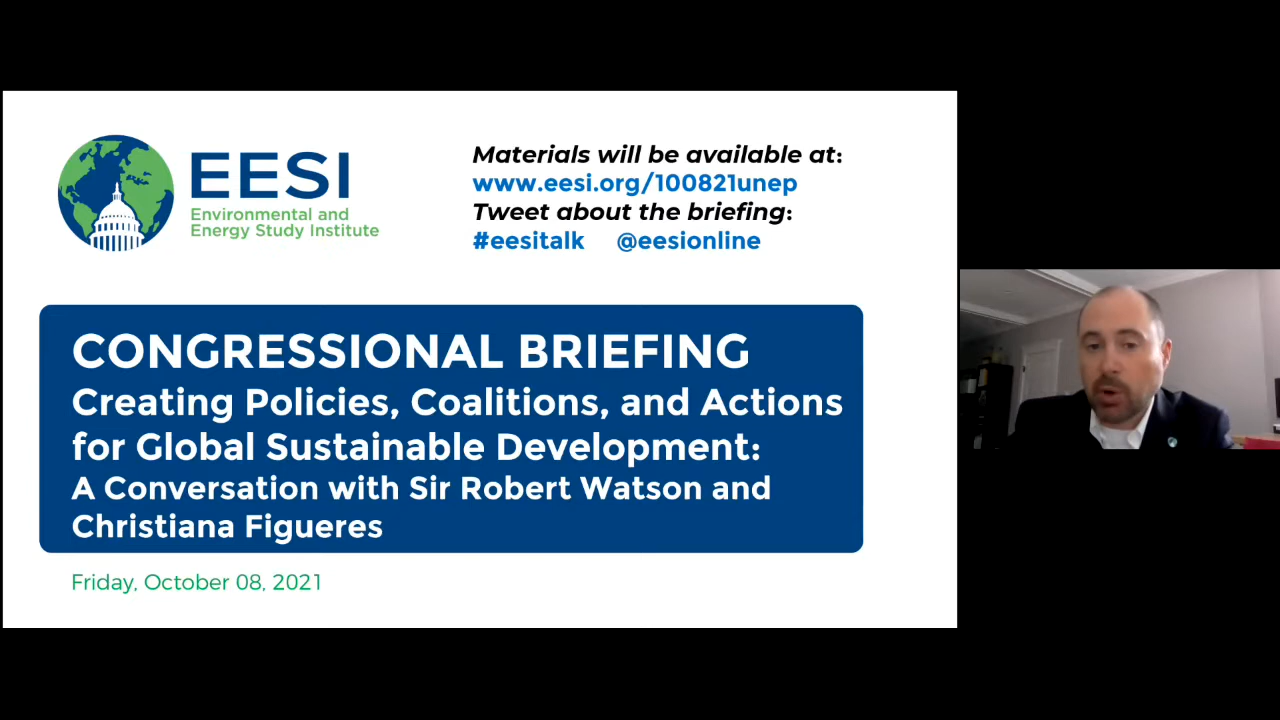 EESI
Environmental and
Energy Study Institute
Materials will be available at:
www.eesi.org/100821unep
Tweet about the briefing:
#eesitalk @eesionline
CONGRESSIONAL BRIEFING
Creating Policies, Coalitions, and Actions
for Global Sustainable Development:
A Conversation with Sir Robert Watson and
Christiana Figueres
Friday, October 08, 2021